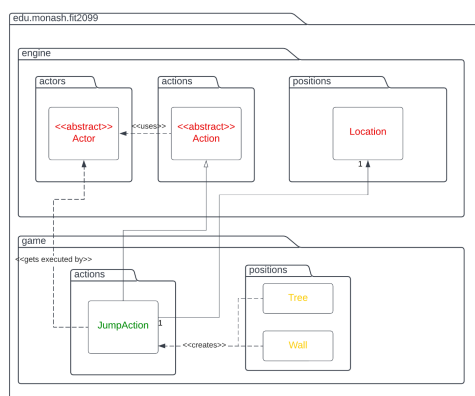 edu.monash.fit2099
engine
actors
actions
positions
<<abstract>>
Actor
<<uses>>
<<abstract>>
Action
Location
1
game
<<gets executed by>>
actions
positions
Tree
JumpAction
1
<<creates>>
Wall